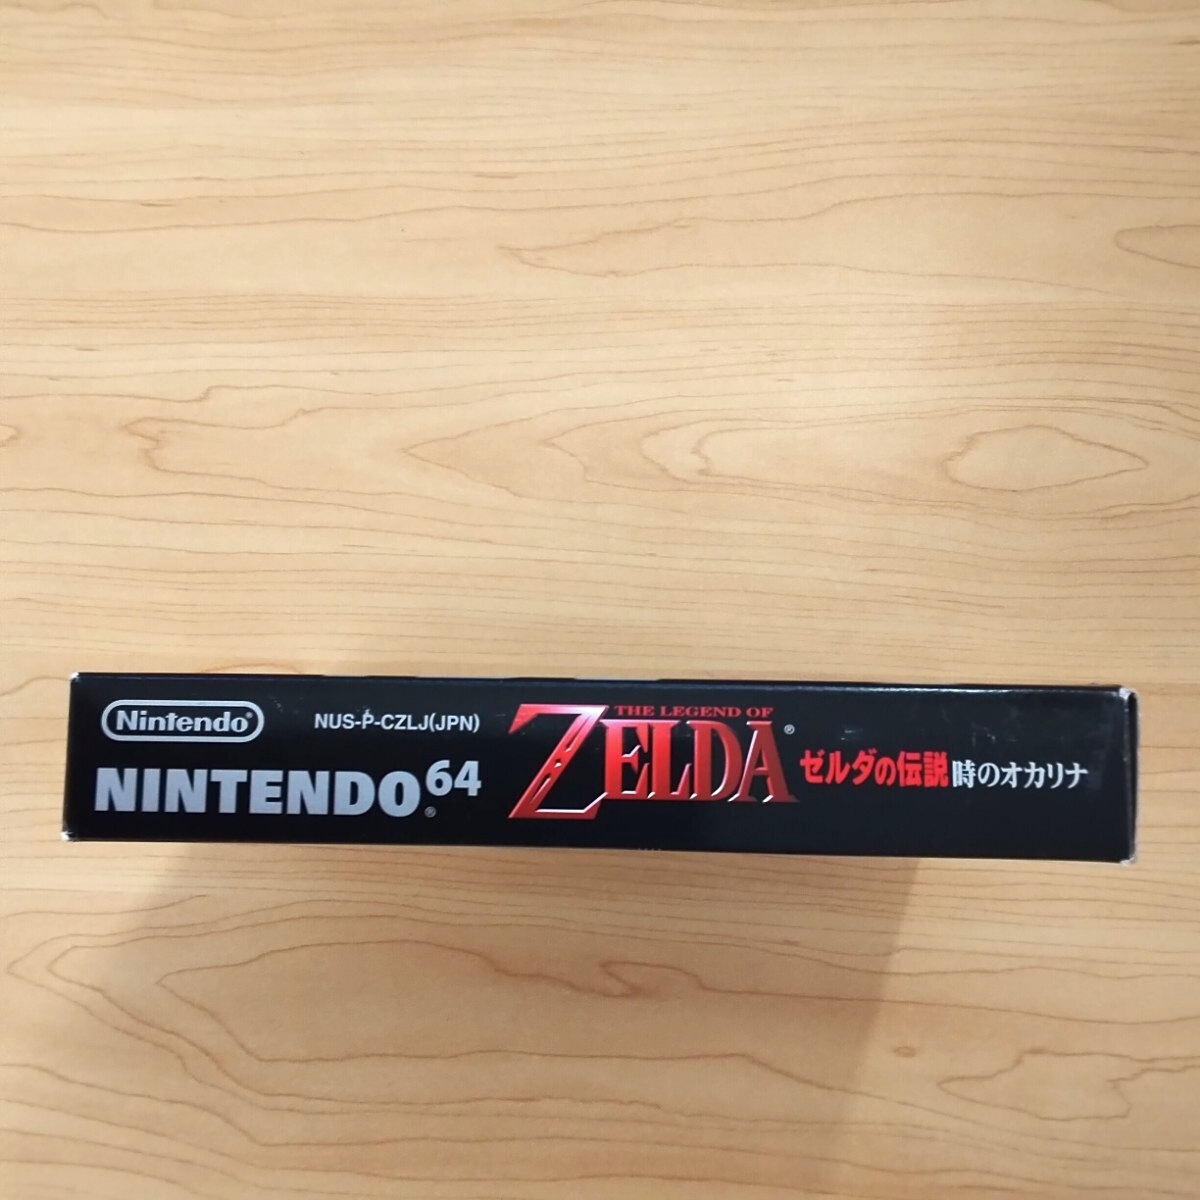 Nintendo®
NUS-P-CZLJ(JPN)
NINTENDO64®
THE LEGEND OF
ZELDA®
ゼルダの伝説 時のオカリナ